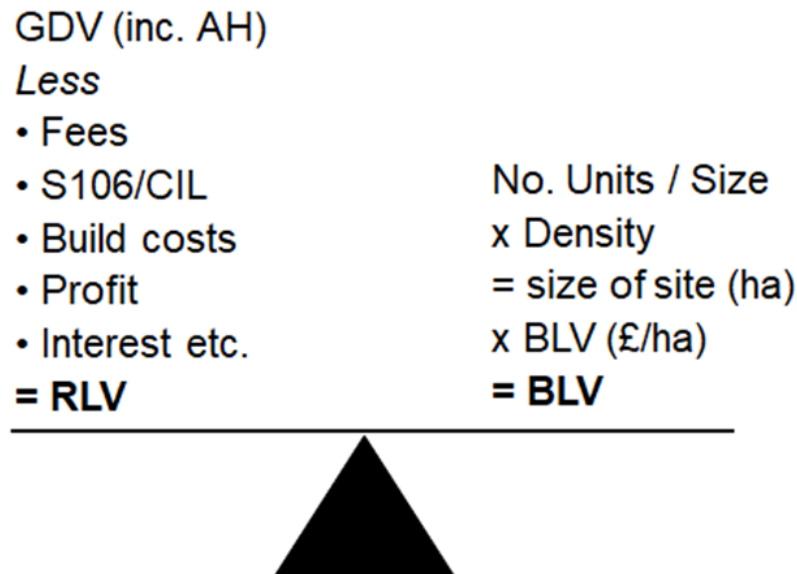 GDV (inc. AH)
Less
• Fees
• S106/CIL
• Build costs
• Profit
• Interest etc.
= RLV
No. Units / Size
x Density
= size of site (ha)
x BLV (£/ha)
= BLV